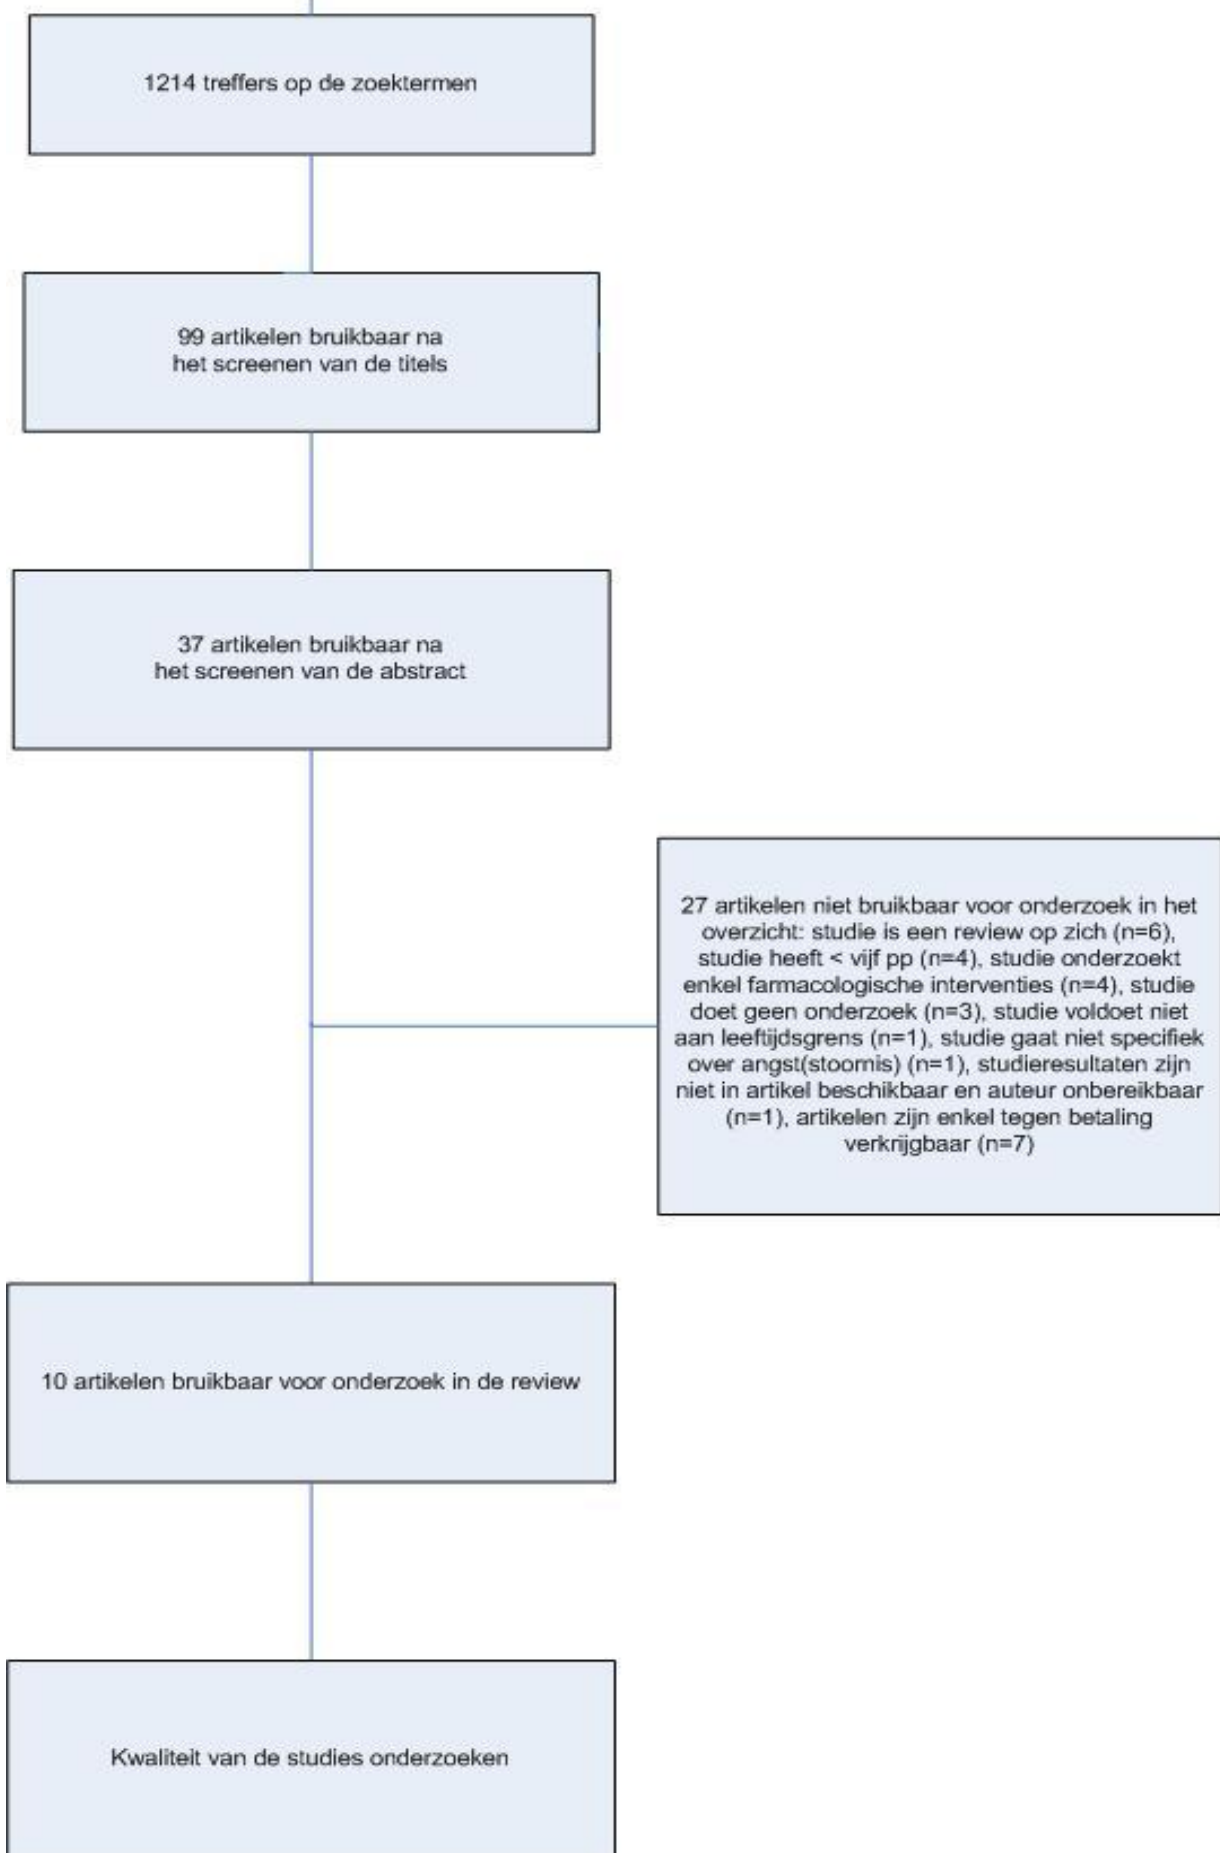 1214 treffers op de zoektermen
99 artikelen bruikbaar na
het screenen van de titels
37 artikelen bruikbaar na
het screenen van de abstract
27 artikelen niet bruikbaar voor onderzoek in het
overzicht: studie is een review op zich (n=6),
studie heeft < vijf pp (n=4), studie onderzoekt
enkel farmacologische interventies (n=4), studie
doet geen onderzoek (n=3), studie voldoet niet
aan leeftijdsgrens (n=1), studie gaat niet specifiek
over angst(stoornis) (n=1), studieresultaten zijn
niet in artikel beschikbaar en auteur onbereikbaar
(n=1), artikelen zijn enkel tegen betaling
verkrijgbaar (n=7)
10 artikelen bruikbaar voor onderzoek in de review
Kwaliteit van de studies onderzoeken